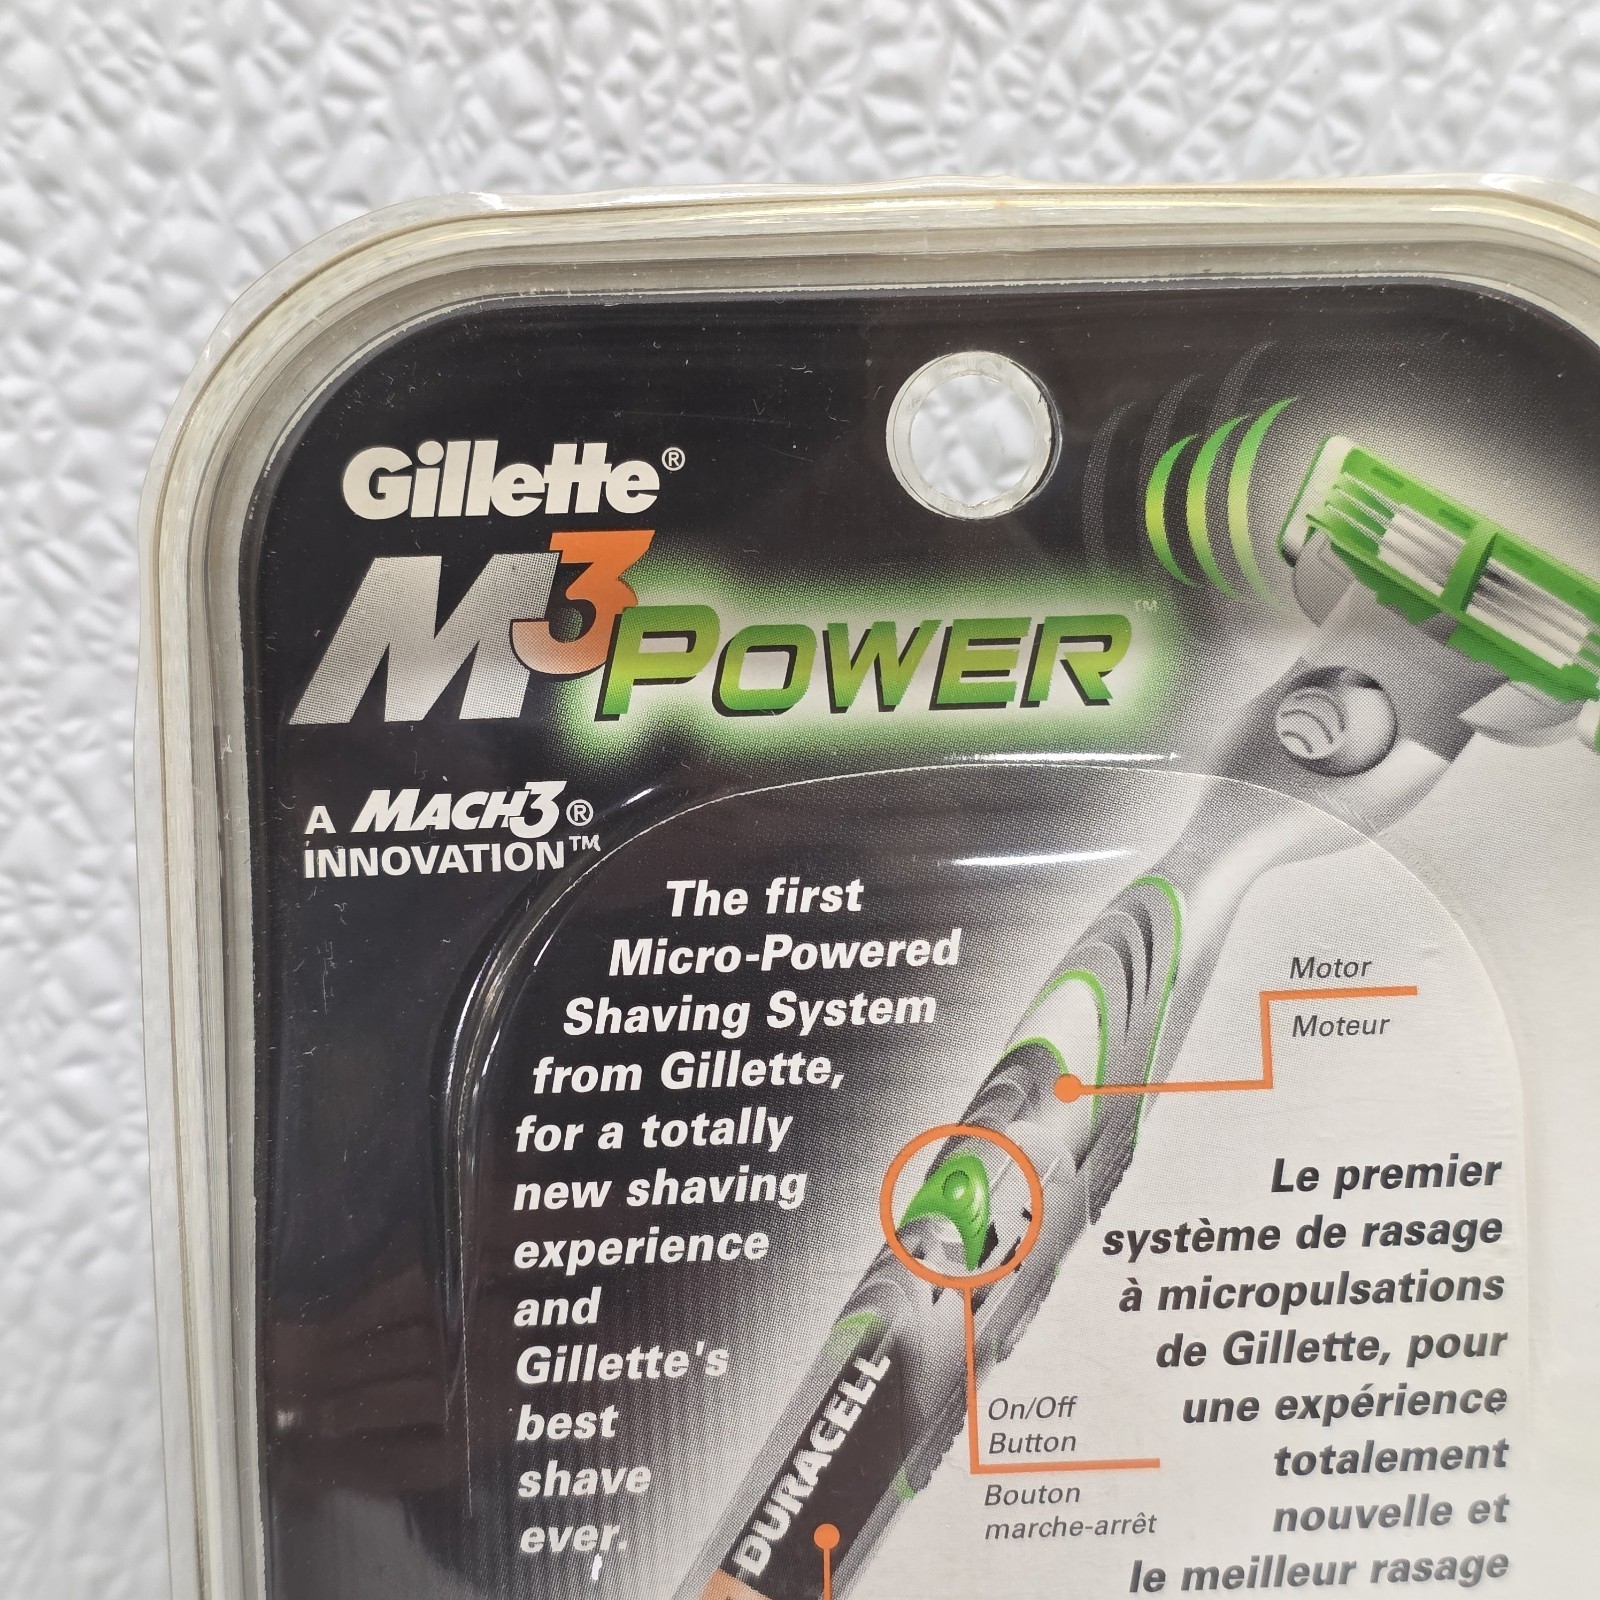 Gillette®
M3POWER™
A MACH3®
INNOVATION™
The first
Micro-Powered
Shaving System
from Gillette,
for a totally
new shaving
experience
and
Gillette's
best
shave
ever.
Motor
Moteur
Le premier
système de rasage
à micropulsations
de Gillette, pour
une expérience
totalement
nouvelle et
le meilleur rasage
On/Off
Button
Bouton
marche-arrêt
DURACELL